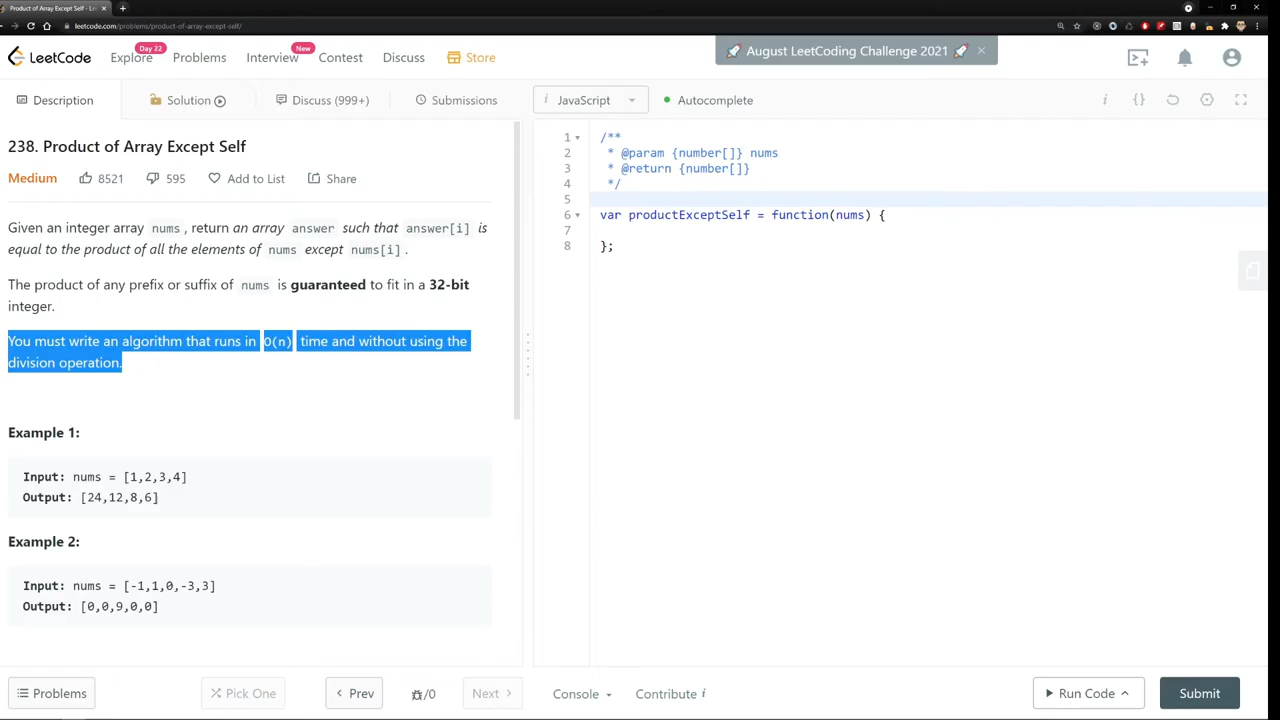 Product of Array Except Self - Lee
leetcode.com/problems/product-of-array-except-self/
LeetCode
Explore
Day 22
Problems
Interview
New
Contest
Discuss
Store
🚀 August LeetCoding Challenge 2021 🚀
Description
Solution
Discuss (999+)
Submissions
i JavaScript
Autocomplete
238. Product of Array Except Self
Medium
8521
595
Add to List
Share
Given an integer array nums, return an array answer such that answer[i] is
equal to the product of all the elements of nums except nums[i].
The product of any prefix or suffix of nums is guaranteed to fit in a 32-bit
integer.
You must write an algorithm that runs in O(n) time and without using the
division operation.
Example 1:
Input: nums = [1,2,3,4]
Output: [24,12,8,6]
Example 2:
Input: nums = [-1,1,0,-3,3]
Output: [0,0,9,0,0]
1 /**
2 * @param {number[]} nums
3 * @return {number[]}
4 */
5
6 var productExceptSelf = function(nums) {
7
8 };
Problems
Pick One
Prev
/0
Next
Console
Contribute i
Run Code
Submit